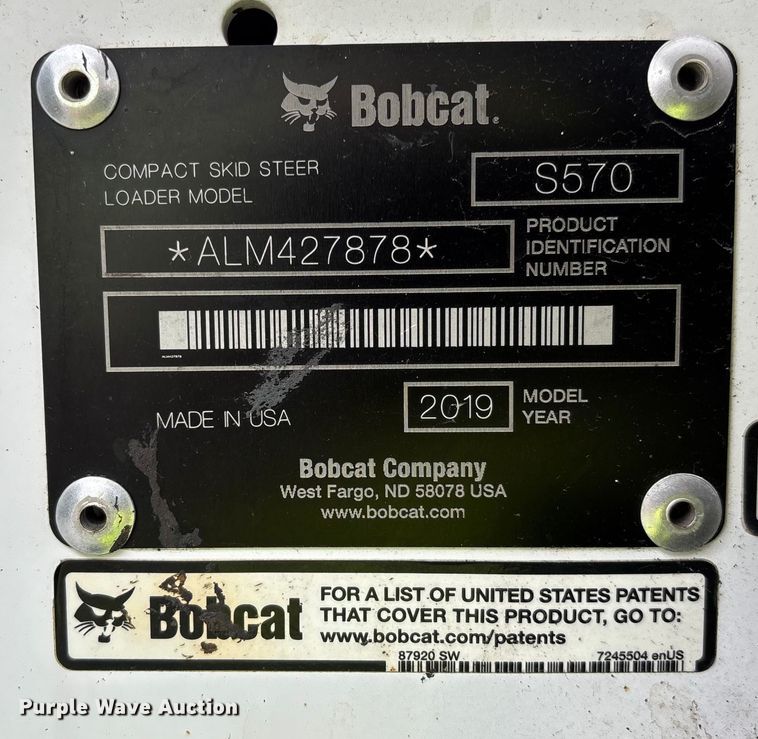 Bobcat.
COMPACT SKID STEER
LOADER MODEL
S570
*ALM427878*
PRODUCT
IDENTIFICATION
NUMBER
ALM427878
MADE IN USA
2019
MODEL
YEAR
Bobcat Company
West Fargo, ND 58078 USA
www.bobcat.com
Bobcat
FOR A LIST OF UNITED STATES PATENTS
THAT COVER THIS PRODUCT, GO TO:
www.bobcat.com/patents
87920 SW
7245504 enUS
Purple Wave Auction